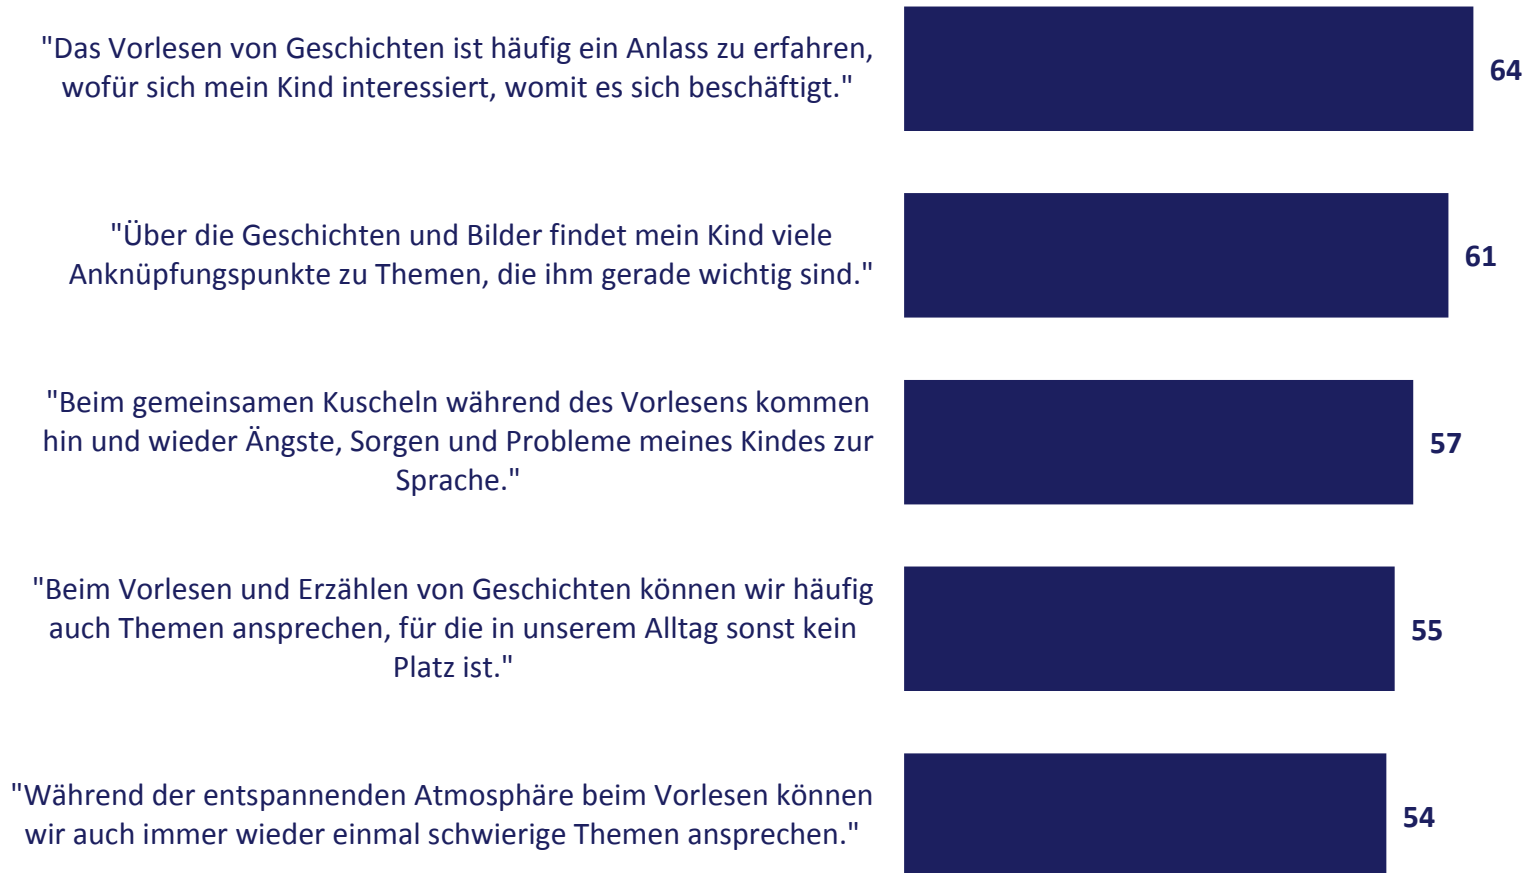 "Das Vorlesen von Geschichten ist häufig ein Anlass zu erfahren,
wofür sich mein Kind interessiert, womit es sich beschäftigt."
64
"Über die Geschichten und Bilder findet mein Kind viele
Anknüpfungspunkte zu Themen, die ihm gerade wichtig sind."
61
"Beim gemeinsamen Kuscheln während des Vorlesens kommen
hin und wieder Ängste, Sorgen und Probleme meines Kindes zur
Sprache."
57
"Beim Vorlesen und Erzählen von Geschichten können wir häufig
auch Themen ansprechen, für die in unserem Alltag sonst kein
Platz ist."
55
"Während der entspannenden Atmosphäre beim Vorlesen können
wir auch immer wieder einmal schwierige Themen ansprechen."
54